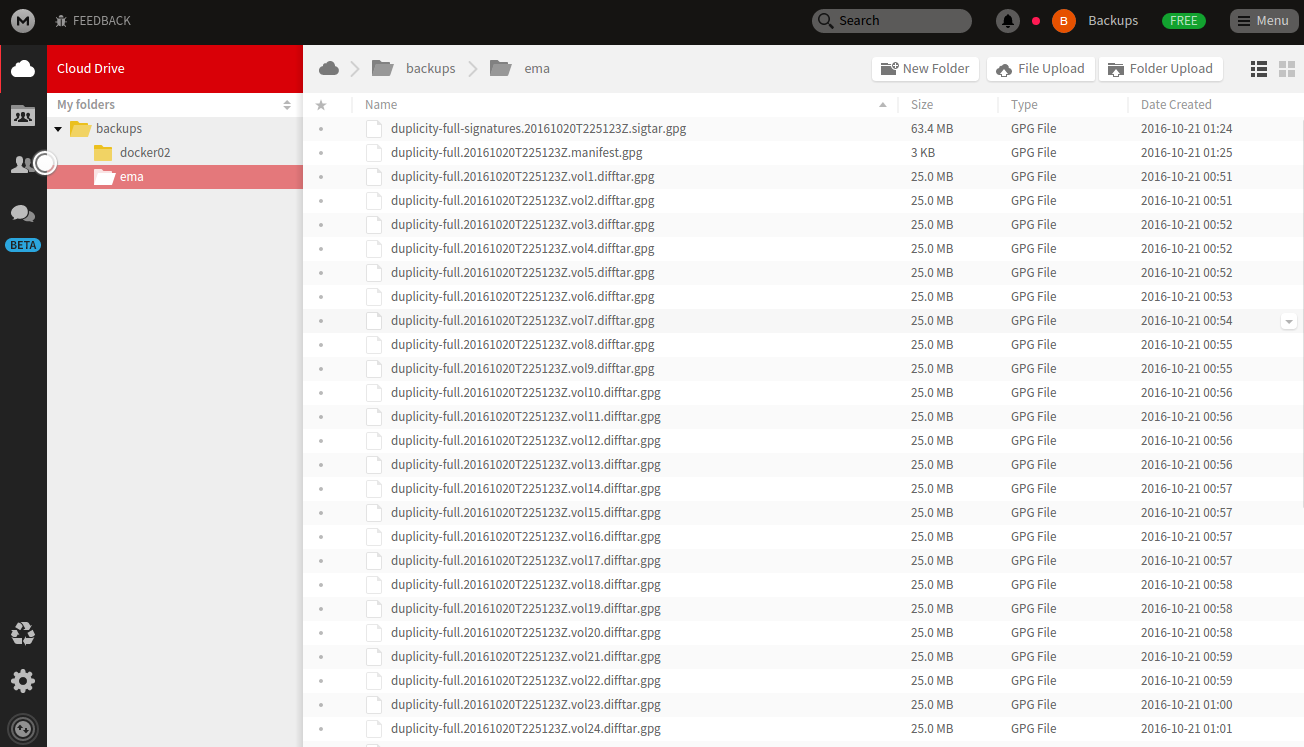 M FEEDBACK Search B Backups FREE Menu
Cloud Drive backups ema New Folder File Upload Folder Upload
My folders Name Size Type Date Created
backups
docker02
ema
BETA
duplicity-full-signatures.20161020T225123Z.sigtar.gpg 63.4 MB GPG File 2016-10-21 01:24
duplicity-full.20161020T225123Z.manifest.gpg 3 KB GPG File 2016-10-21 01:25
duplicity-full.20161020T225123Z.vol1.difftar.gpg 25.0 MB GPG File 2016-10-21 00:51
duplicity-full.20161020T225123Z.vol2.difftar.gpg 25.0 MB GPG File 2016-10-21 00:51
duplicity-full.20161020T225123Z.vol3.difftar.gpg 25.0 MB GPG File 2016-10-21 00:52
duplicity-full.20161020T225123Z.vol4.difftar.gpg 25.0 MB GPG File 2016-10-21 00:52
duplicity-full.20161020T225123Z.vol5.difftar.gpg 25.0 MB GPG File 2016-10-21 00:52
duplicity-full.20161020T225123Z.vol6.difftar.gpg 25.0 MB GPG File 2016-10-21 00:53
duplicity-full.20161020T225123Z.vol7.difftar.gpg 25.0 MB GPG File 2016-10-21 00:54
duplicity-full.20161020T225123Z.vol8.difftar.gpg 25.0 MB GPG File 2016-10-21 00:55
duplicity-full.20161020T225123Z.vol9.difftar.gpg 25.0 MB GPG File 2016-10-21 00:55
duplicity-full.20161020T225123Z.vol10.difftar.gpg 25.0 MB GPG File 2016-10-21 00:56
duplicity-full.20161020T225123Z.vol11.difftar.gpg 25.0 MB GPG File 2016-10-21 00:56
duplicity-full.20161020T225123Z.vol12.difftar.gpg 25.0 MB GPG File 2016-10-21 00:56
duplicity-full.20161020T225123Z.vol13.difftar.gpg 25.0 MB GPG File 2016-10-21 00:56
duplicity-full.20161020T225123Z.vol14.difftar.gpg 25.0 MB GPG File 2016-10-21 00:57
duplicity-full.20161020T225123Z.vol15.difftar.gpg 25.0 MB GPG File 2016-10-21 00:57
duplicity-full.20161020T225123Z.vol16.difftar.gpg 25.0 MB GPG File 2016-10-21 00:57
duplicity-full.20161020T225123Z.vol17.difftar.gpg 25.0 MB GPG File 2016-10-21 00:57
duplicity-full.20161020T225123Z.vol18.difftar.gpg 25.0 MB GPG File 2016-10-21 00:58
duplicity-full.20161020T225123Z.vol19.difftar.gpg 25.0 MB GPG File 2016-10-21 00:58
duplicity-full.20161020T225123Z.vol20.difftar.gpg 25.0 MB GPG File 2016-10-21 00:58
duplicity-full.20161020T225123Z.vol21.difftar.gpg 25.0 MB GPG File 2016-10-21 00:59
duplicity-full.20161020T225123Z.vol22.difftar.gpg 25.0 MB GPG File 2016-10-21 00:59
duplicity-full.20161020T225123Z.vol23.difftar.gpg 25.0 MB GPG File 2016-10-21 01:00
duplicity-full.20161020T225123Z.vol24.difftar.gpg 25.0 MB GPG File 2016-10-21 01:01